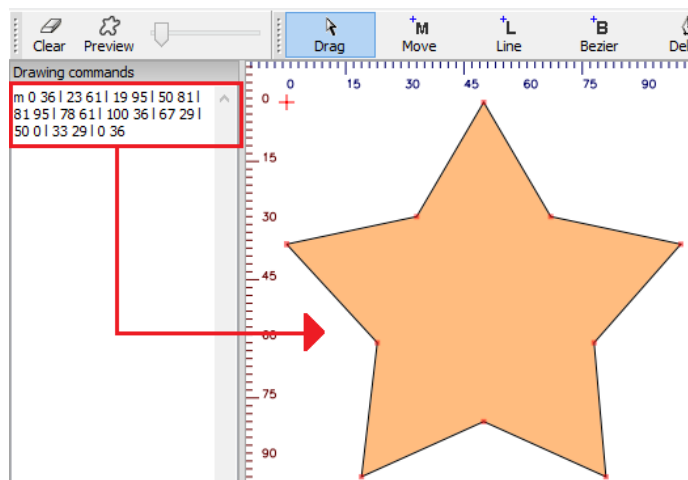 Clear Preview Drag Move Line Bezier
Drawing commands
m 0 36 l 23 61 l 19 95 l 50 81 l
81 95 l 78 61 l 100 36 l 67 29 l
50 0 l 33 29 l 0 36
0 15 30 45 60 75 90
0
15
30
45
60
75
90